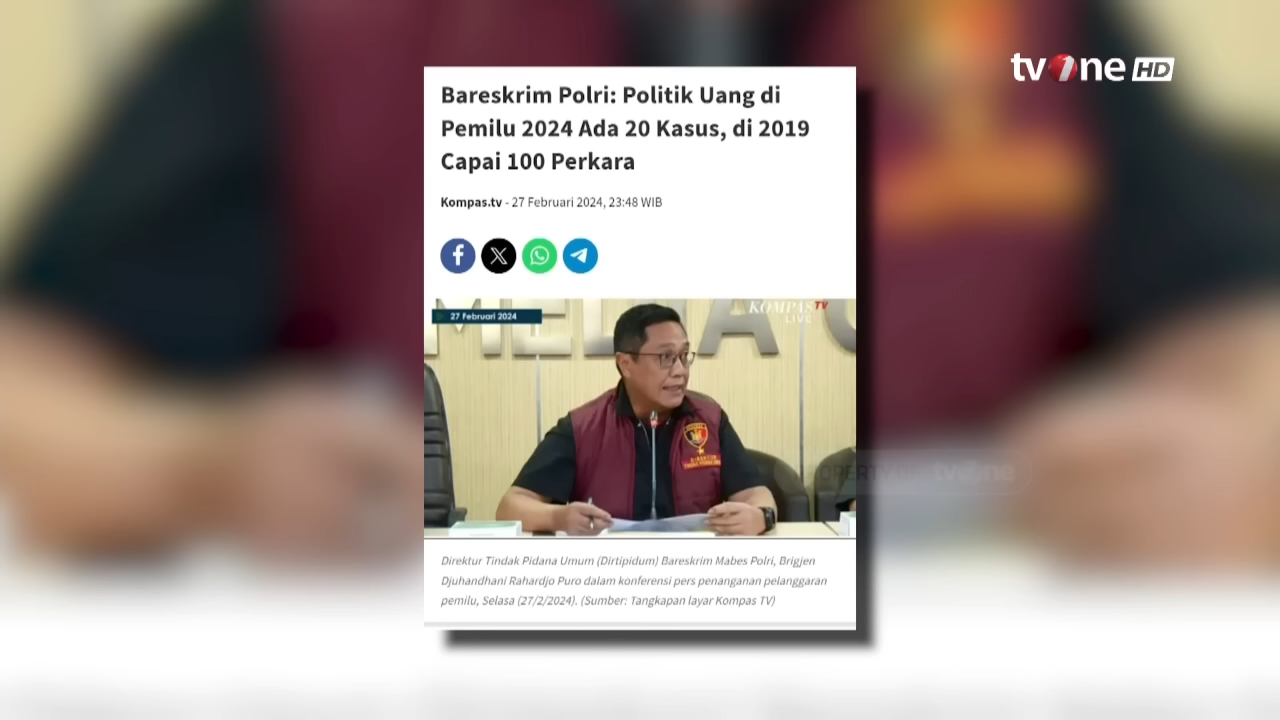 tvOne HD
Bareskrim Polri: Politik Uang di
Pemilu 2024 Ada 20 Kasus, di 2019
Capai 100 Perkara
Kompas.tv - 27 Februari 2024, 23:48 WIB
KOMPAS TV
LIVE
27 Februari 2024
tvOne
Direktur Tindak Pidana Umum (Dirtipidum) Bareskrim Mabes Polri, Brigjen
Djuhandhani Rahardjo Puro dalam konferensi pers penanganan pelanggaran
pemilu, Selasa (27/2/2024). (Sumber: Tangkapan layar Kompas TV)